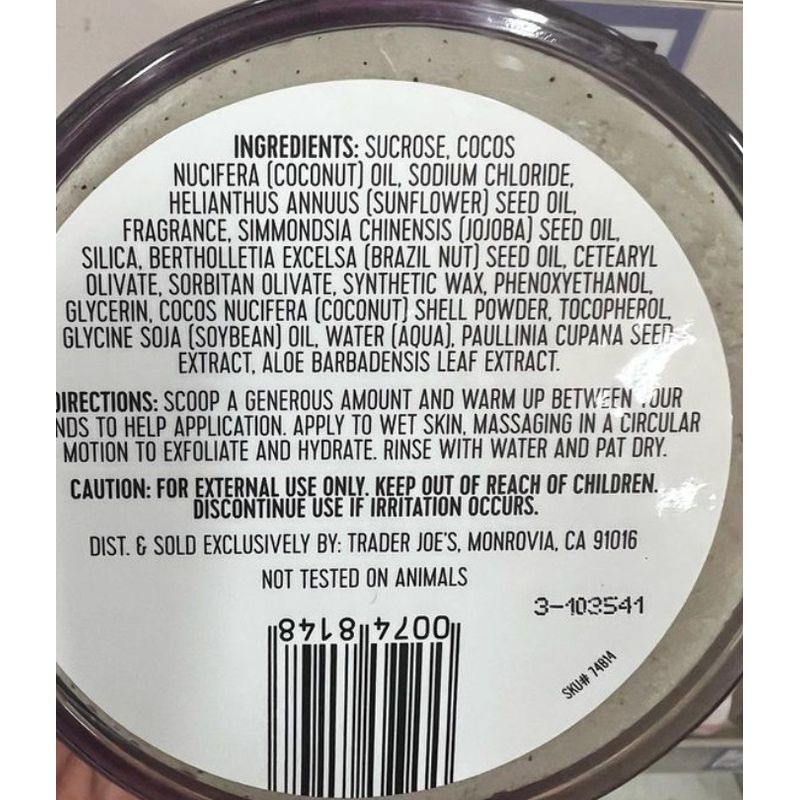 INGREDIENTS: SUCROSE, COCOS
NUCIFERA (COCONUT) OIL, SODIUM CHLORIDE,
HELIANTHUS ANNUUS (SUNFLOWER) SEED OIL,
FRAGRANCE, SIMMONDSIA CHINENSIS (JOJOBA) SEED OIL,
SILICA, BERTHOLLETIA EXCELSA (BRAZIL NUT) SEED OIL, CETEARYL
OLIVATE, SORBITAN OLIVATE, SYNTHETIC WAX, PHENOXYETHANOL,
GLYCERIN, COCOS NUCIFERA (COCONUT) SHELL POWDER, TOCOPHEROL,
GLYCINE SOJA (SOYBEAN) OIL, WATER (AQUA), PAULLINIA CUPANA SEED
EXTRACT, ALOE BARBADENSIS LEAF EXTRACT.
DIRECTIONS: SCOOP A GENEROUS AMOUNT AND WARM UP BETWEEN YOUR
NDS TO HELP APPLICATION. APPLY TO WET SKIN, MASSAGING IN A CIRCULAR
MOTION TO EXFOLIATE AND HYDRATE. RINSE WITH WATER AND PAT DRY.
CAUTION: FOR EXTERNAL USE ONLY. KEEP OUT OF REACH OF CHILDREN.
DISCONTINUE USE IF IRRITATION OCCURS.
DIST. & SOLD EXCLUSIVELY BY: TRADER JOE'S, MONROVIA, CA 91016
NOT TESTED ON ANIMALS
3-103541
0074 8148
SKU# 74814